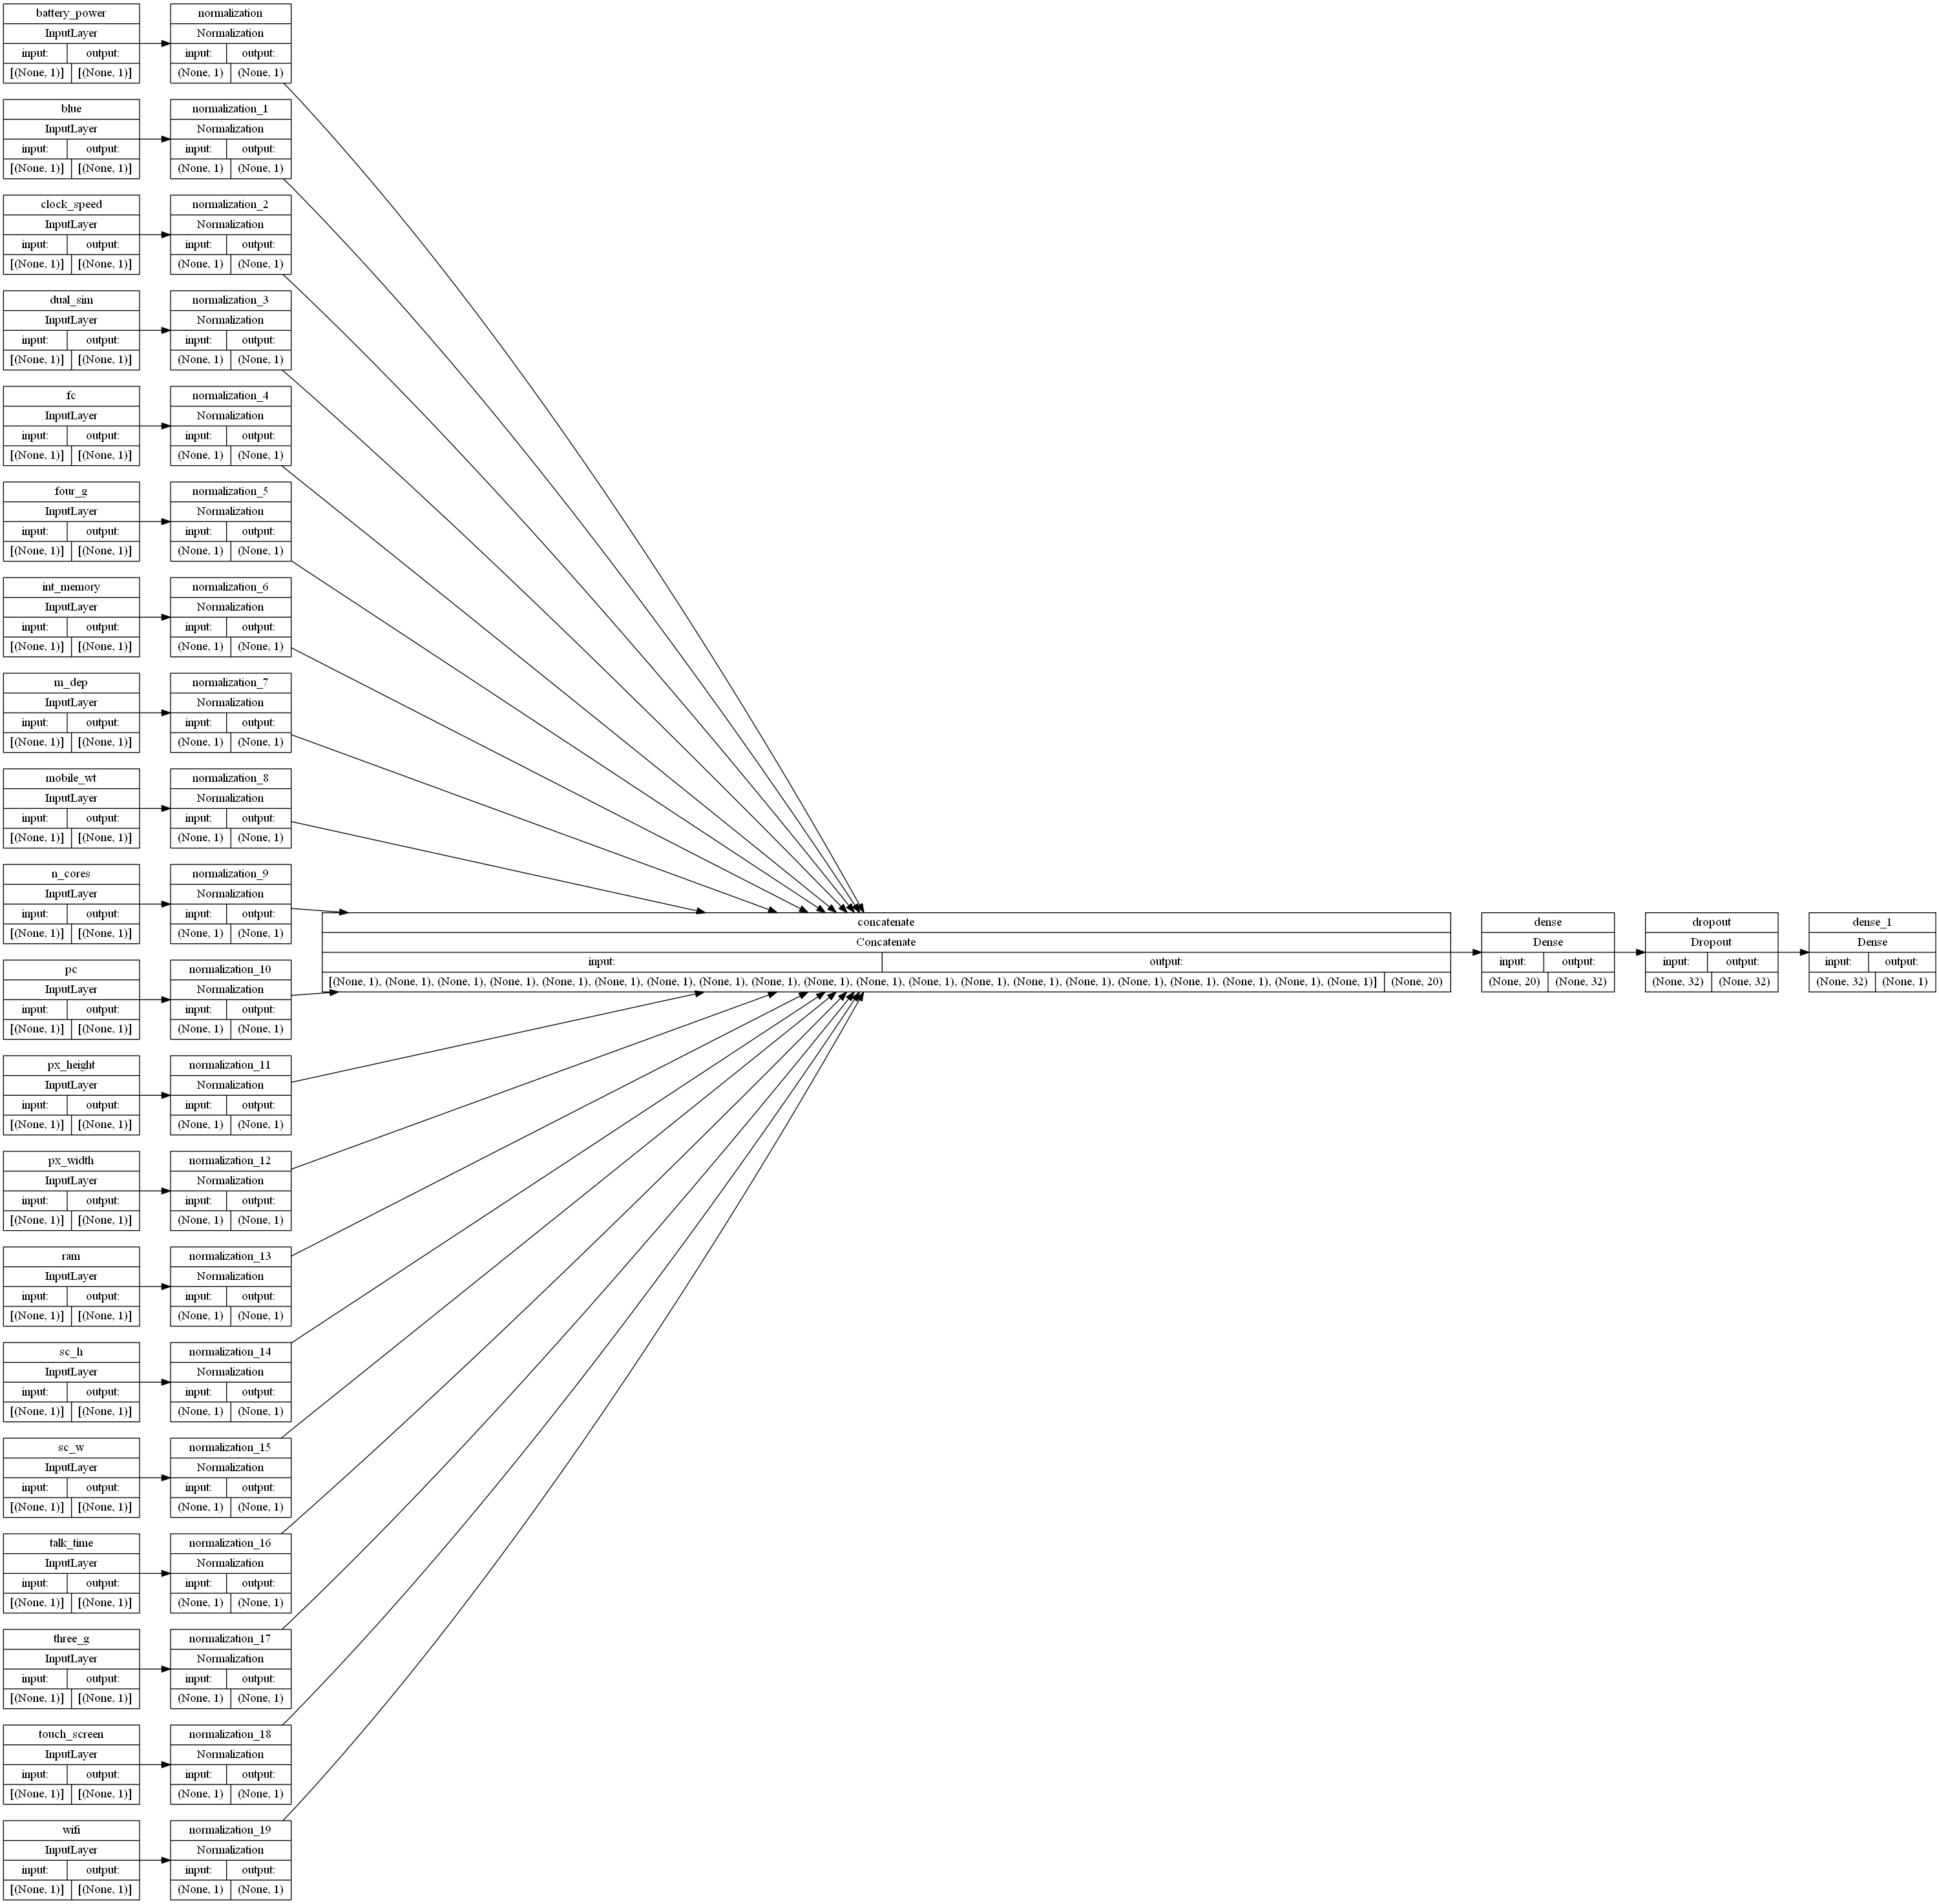 battery_power
InputLayer
input: output:
[(None, 1)] [(None, 1)]
normalization
Normalization
input: output:
(None, 1) (None, 1)
blue
InputLayer
input: output:
[(None, 1)] [(None, 1)]
normalization_1
Normalization
input: output:
(None, 1) (None, 1)
clock_speed
InputLayer
input: output:
[(None, 1)] [(None, 1)]
normalization_2
Normalization
input: output:
(None, 1) (None, 1)
dual_sim
InputLayer
input: output:
[(None, 1)] [(None, 1)]
normalization_3
Normalization
input: output:
(None, 1) (None, 1)
fc
InputLayer
input: output:
[(None, 1)] [(None, 1)]
normalization_4
Normalization
input: output:
(None, 1) (None, 1)
four_g
InputLayer
input: output:
[(None, 1)] [(None, 1)]
normalization_5
Normalization
input: output:
(None, 1) (None, 1)
int_memory
InputLayer
input: output:
[(None, 1)] [(None, 1)]
normalization_6
Normalization
input: output:
(None, 1) (None, 1)
m_dep
InputLayer
input: output:
[(None, 1)] [(None, 1)]
normalization_7
Normalization
input: output:
(None, 1) (None, 1)
mobile_wt
InputLayer
input: output:
[(None, 1)] [(None, 1)]
normalization_8
Normalization
input: output:
(None, 1) (None, 1)
n_cores
InputLayer
input: output:
[(None, 1)] [(None, 1)]
normalization_9
Normalization
input: output:
(None, 1) (None, 1)
pc
InputLayer
input: output:
[(None, 1)] [(None, 1)]
normalization_10
Normalization
input: output:
(None, 1) (None, 1)
px_height
InputLayer
input: output:
[(None, 1)] [(None, 1)]
normalization_11
Normalization
input: output:
(None, 1) (None, 1)
px_width
InputLayer
input: output:
[(None, 1)] [(None, 1)]
normalization_12
Normalization
input: output:
(None, 1) (None, 1)
ram
InputLayer
input: output:
[(None, 1)] [(None, 1)]
normalization_13
Normalization
input: output:
(None, 1) (None, 1)
sc_h
InputLayer
input: output:
[(None, 1)] [(None, 1)]
normalization_14
Normalization
input: output:
(None, 1) (None, 1)
sc_w
InputLayer
input: output:
[(None, 1)] [(None, 1)]
normalization_15
Normalization
input: output:
(None, 1) (None, 1)
talk_time
InputLayer
input: output:
[(None, 1)] [(None, 1)]
normalization_16
Normalization
input: output:
(None, 1) (None, 1)
three_g
InputLayer
input: output:
[(None, 1)] [(None, 1)]
normalization_17
Normalization
input: output:
(None, 1) (None, 1)
touch_screen
InputLayer
input: output:
[(None, 1)] [(None, 1)]
normalization_18
Normalization
input: output:
(None, 1) (None, 1)
wifi
InputLayer
input: output:
[(None, 1)] [(None, 1)]
normalization_19
Normalization
input: output:
(None, 1) (None, 1)
concatenate
Concatenate
input: output:
[(None, 1), (None, 1), (None, 1), (None, 1), (None, 1), (None, 1), (None, 1), (None, 1), (None, 1), (None, 1), (None, 1), (None, 1), (None, 1), (None, 1), (None, 1), (None, 1), (None, 1), (None, 1), (None, 1), (None, 1)] (None, 20)
dense
Dense
input: output:
(None, 20) (None, 32)
dropout
Dropout
input: output:
(None, 32) (None, 32)
dense_1
Dense
input: output:
(None, 32) (None, 1)